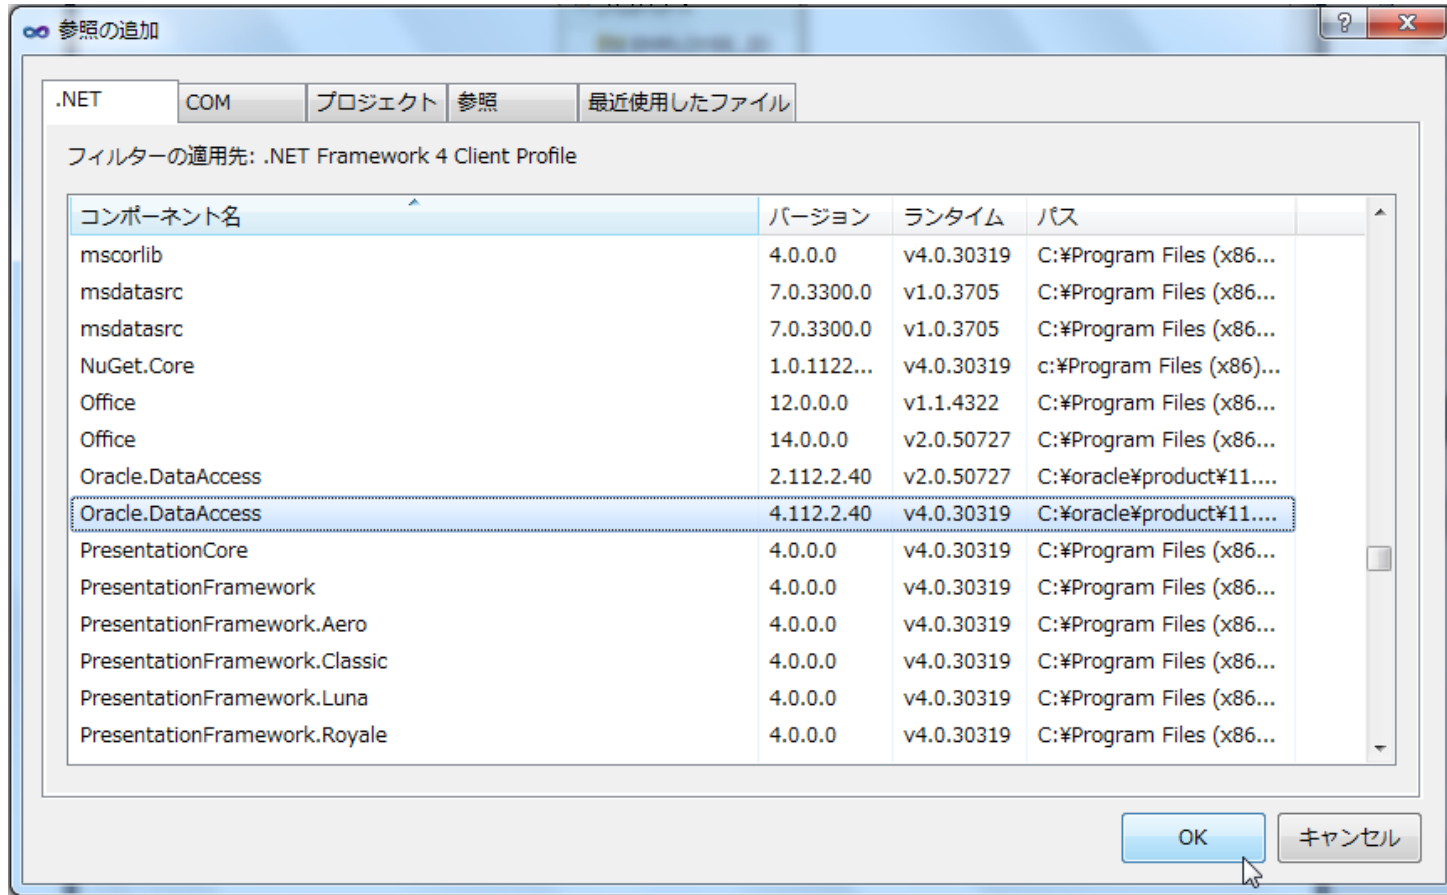 参照の追加
.NET COM プロジェクト 参照 最近使用したファイル
フィルターの適用先: .NET Framework 4 Client Profile
コンポーネント名 バージョン ランタイム パス
mscorlib 4.0.0.0 v4.0.30319 C:¥Program Files (x86...
msdatasrc 7.0.3300.0 v1.0.3705 C:¥Program Files (x86...
msdatasrc 7.0.3300.0 v1.0.3705 C:¥Program Files (x86...
NuGet.Core 1.0.1122... v4.0.30319 c:¥Program Files (x86)...
Office 12.0.0.0 v1.1.4322 C:¥Program Files (x86...
Office 14.0.0.0 v2.0.50727 C:¥Program Files (x86...
Oracle.DataAccess 2.112.2.40 v2.0.50727 C:¥oracle¥product¥11....
Oracle.DataAccess 4.112.2.40 v4.0.30319 C:¥oracle¥product¥11....
PresentationCore 4.0.0.0 v4.0.30319 C:¥Program Files (x86...
PresentationFramework 4.0.0.0 v4.0.30319 C:¥Program Files (x86...
PresentationFramework.Aero 4.0.0.0 v4.0.30319 C:¥Program Files (x86...
PresentationFramework.Classic 4.0.0.0 v4.0.30319 C:¥Program Files (x86...
PresentationFramework.Luna 4.0.0.0 v4.0.30319 C:¥Program Files (x86...
PresentationFramework.Royale 4.0.0.0 v4.0.30319 C:¥Program Files (x86...
OK キャンセル